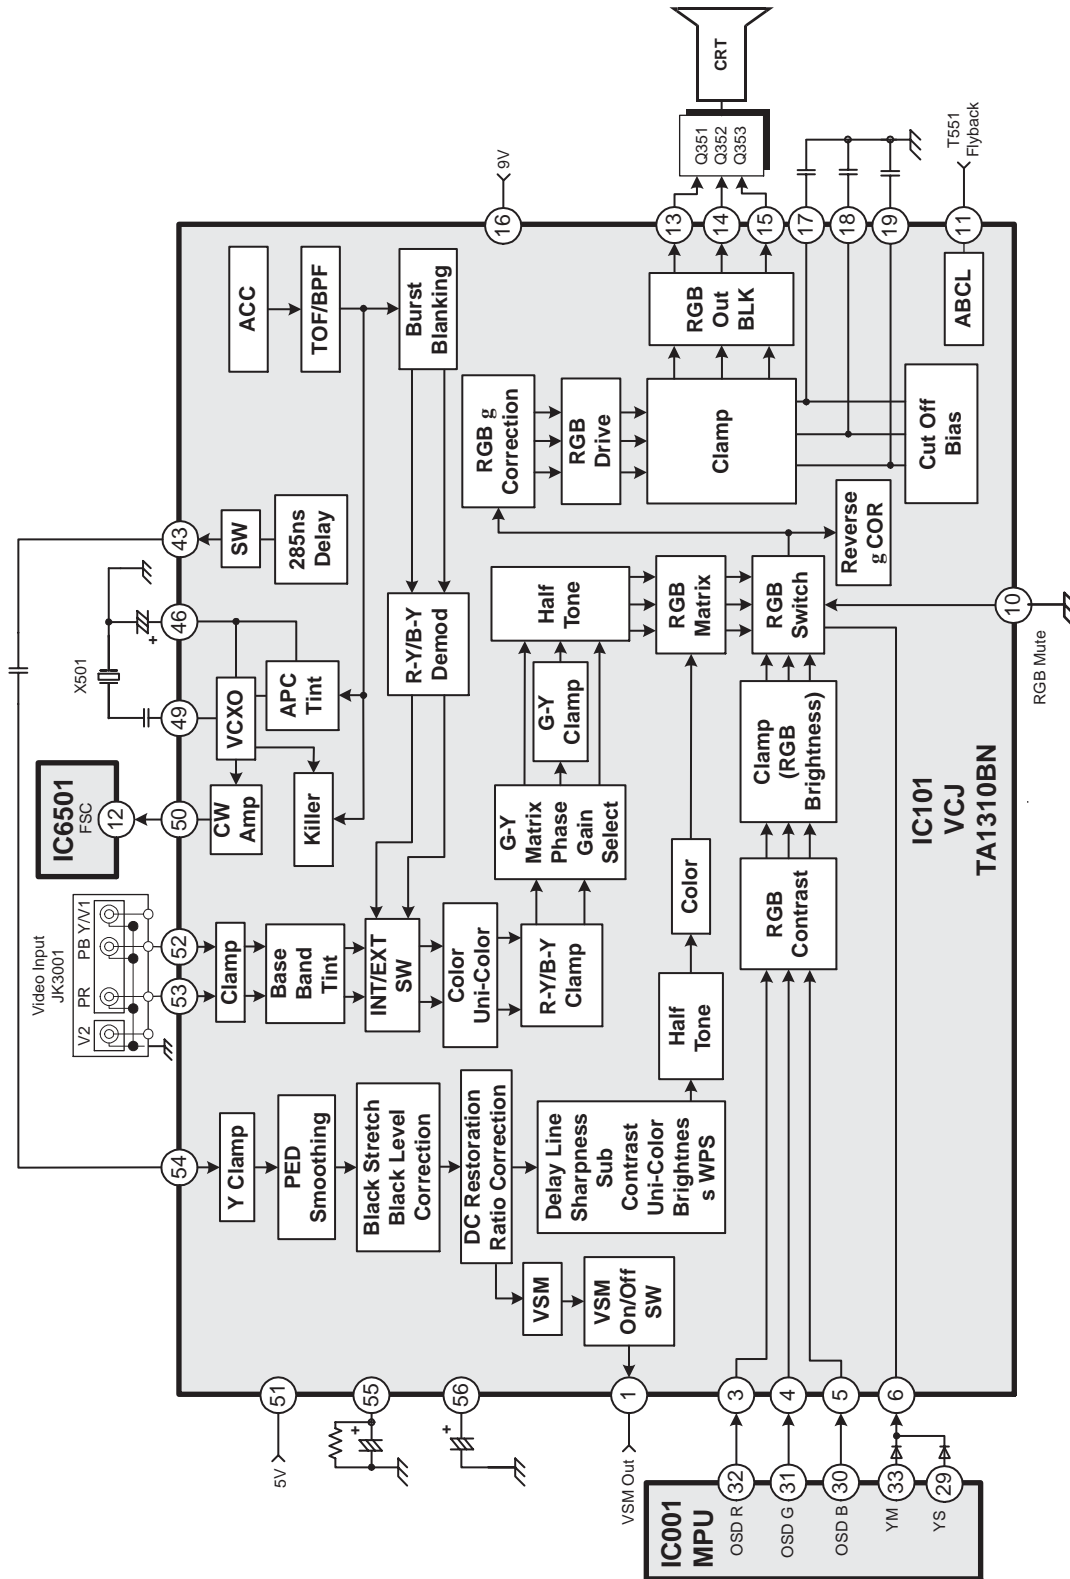 Video Input
JK3001
V2
PR
PB
Y/V1
IC6501
FSC
12
X501
54
53
52
50
49
46
43
+
Y Clamp
PED
Smoothing
Black Stretch
Black Level
Correction
DC Restoration
Ratio Correction
Delay Line
Sharpness
Sub
Contrast
Uni-Color
Brightnes
s WPS
VSM
VSM
On/Off
SW
Half
Tone
Color
Clamp
Base
Band
Tint
INT/EXT
SW
Color
Uni-Color
R-Y/B-Y
Clamp
G-Y
Matrix
Phase
Gain
Select
G-Y
Clamp
Half
Tone
RGB
Matrix
RGB
Switch
CW
Amp
VCXO
Killer
APC
Tint
R-Y/B-Y
Demod
SW
285ns
Delay
ACC
TOF/BPF
Burst
Blanking
RGB g
Correction
RGB
Drive
Clamp
RGB
Out
BLK
Cut Off
Bias
Reverse
g COR
ABCL
RGB
Contrast
Clamp
(RGB
Brightness)
IC101
VCJ
TA1310BN
16
9V
13
14
15
17
18
19
11
Q351
Q352
Q353
CRT
T551
Flyback
10
RGB Mute
51
5V
55
+
56
+
1
VSM Out
3
4
5
6
IC001
MPU
32
31
30
33
29
OSD R
OSD G
OSD B
YM
YS